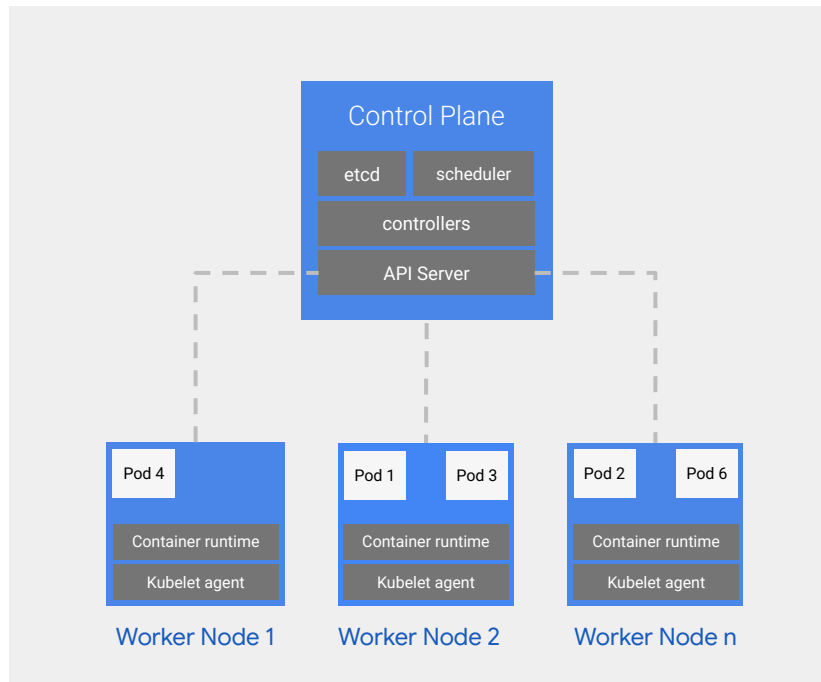 Control Plane
etcd
scheduler
controllers
API Server
Pod 4
Container runtime
Kubelet agent
Worker Node 1
Pod 1
Pod 3
Container runtime
Kubelet agent
Worker Node 2
Pod 2
Pod 6
Container runtime
Kubelet agent
Worker Node n